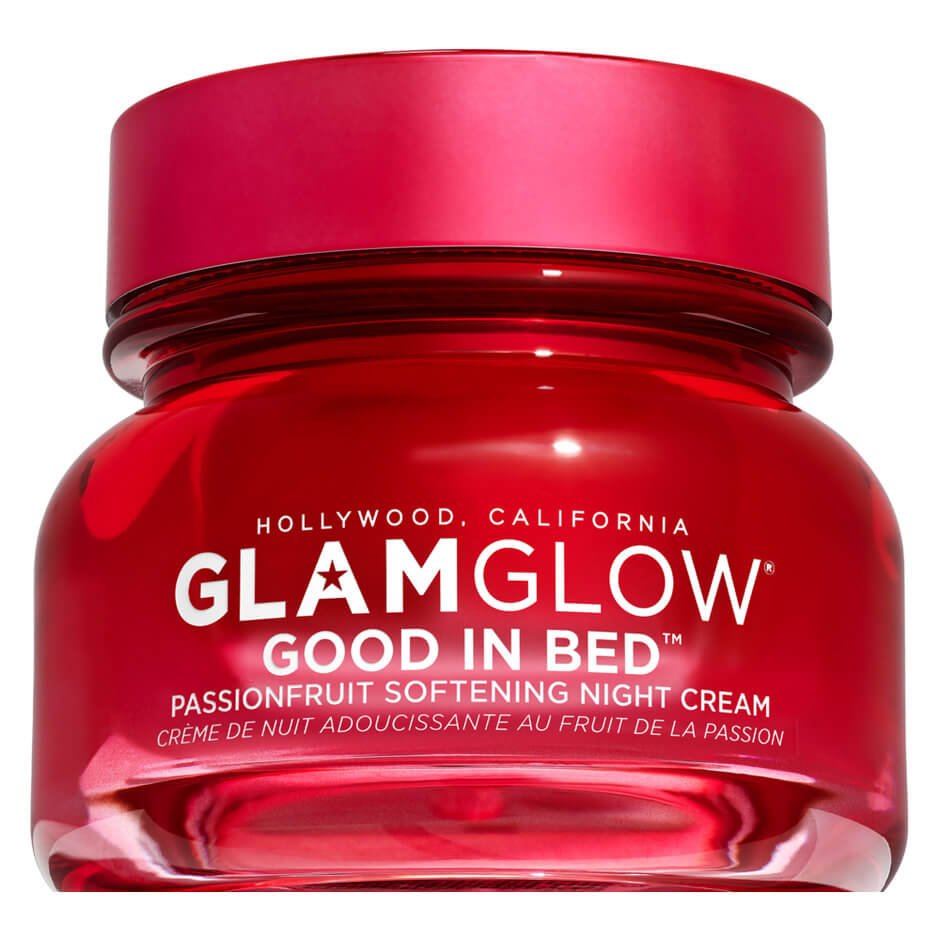 HOLLYWOOD, CALIFORNIA
GLAMGLOW®
GOOD IN BED™
PASSIONFRUIT SOFTENING NIGHT CREAM
CRÈME DE NUIT ADOUCISSANTE AU FRUIT DE LA PASSION